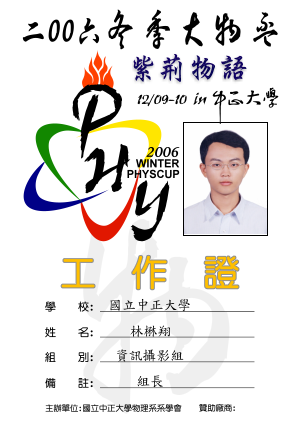 二00六冬季大物盃
紫荊物語
12/09-10 in 中正大學
PHY
2006
WINTER
PHYSCUP
工作證
學 校:國立中正大學
姓 名:林楙翔
組 別:資訊攝影組
備 註:組長
主辦單位:國立中正大學物理系系學會 贊助廠商:
物